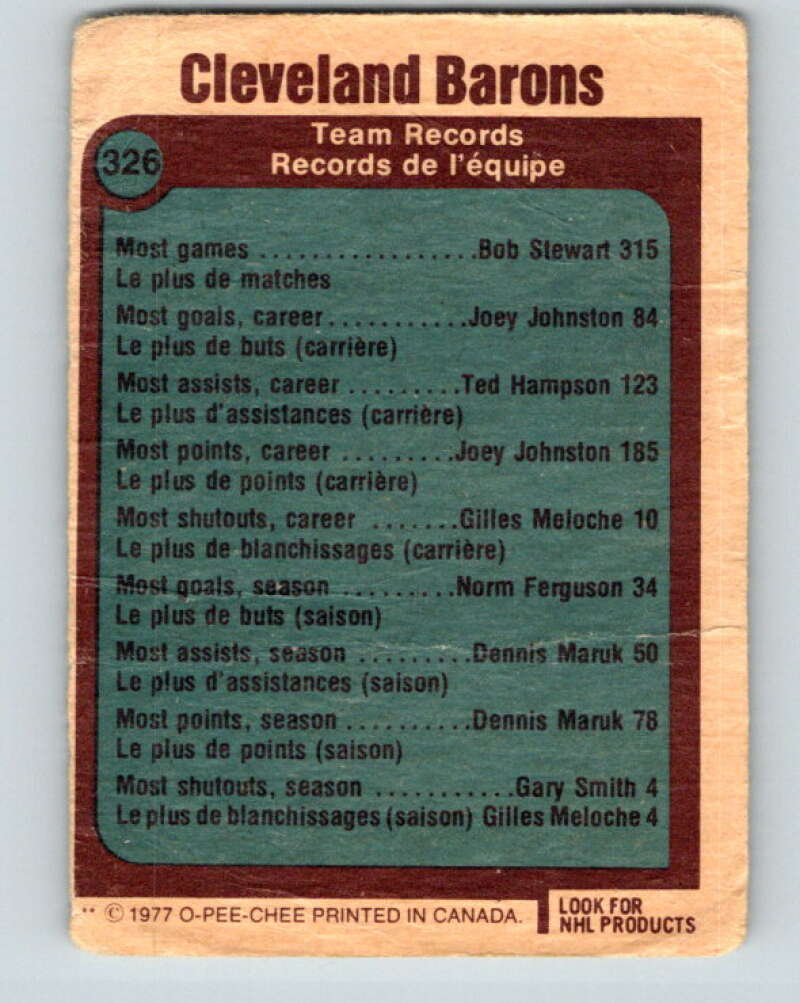 Cleveland Barons
Team Records
326
Records de l'équipe
Most games .................Bob Stewart 315
Le plus de matches
Most goals, career...........Joey Johnston 84
Le plus de buts (carrière)
Most assists, career .........Ted Hampson 123
Le plus d'assistances (carrière)
Most points, career .........Joey Johnston 185
Le plus de points (carrière)
Most shutouts, career .......Gilles Meloche 10
Le plus de blanchissages (carrière)
Most goals, season .........Norm Ferguson 34
Le plus de buts (saison)
Most assists, season .........Dennis Maruk 50
Le plus d'assistances (saison)
Most points, season ..........Dennis Maruk 78
Le plus de points (saison)
Most shutouts, season ...........Gary Smith 4
Le plus de blanchissages (saison) Gilles Meloche 4
** © 1977 O-PEE-CHEE PRINTED IN CANADA.
LOOK FOR
NHL PRODUCTS